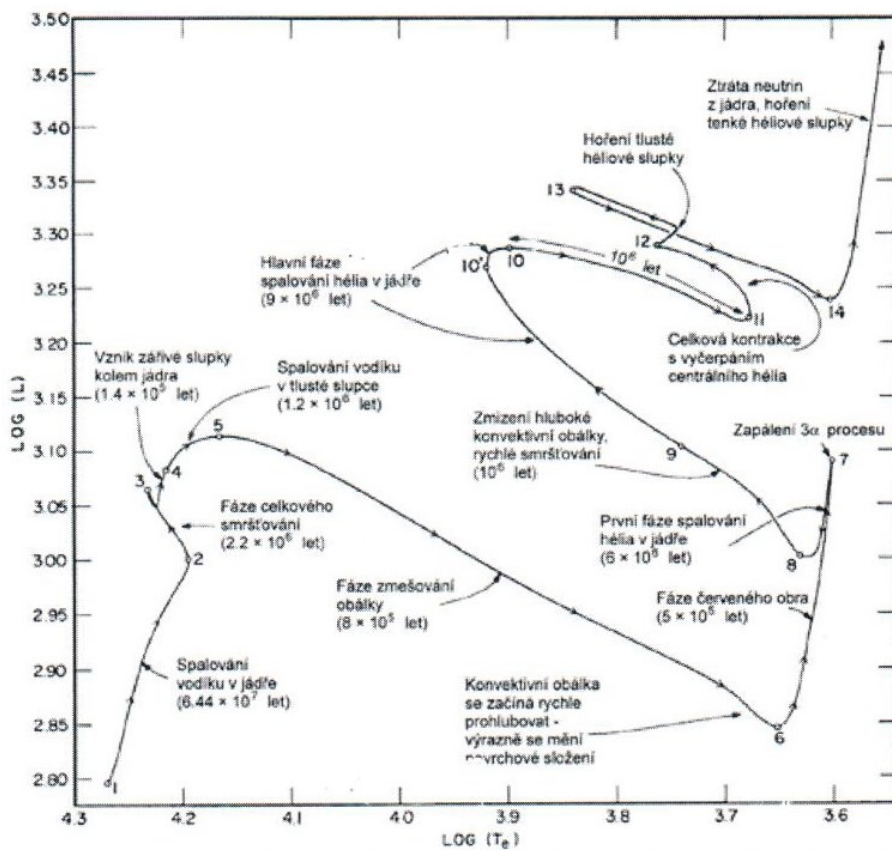 3.50
3.45
3.40
3.35
3.30
3.25
3.20
3.15
3.10
3.05
3.00
2.95
2.90
2.85
2.80
LOG (L)
4.3
4.2
4.1
4.0
3.9
3.8
3.7
3.6
LOG (Te)
Ztráta neutrin
z jádra, hoření
tenké héliové slupky
Hoření tlusté
héliové slupky
13
12
10'
10
10⁶ let
11
14
Hlavní fáze
spalování hélia v jádře
(9 × 10⁶ let)
Celková kontrakce
s vyčerpáním
centrálního hélia
Vznik zářivé slupky
kolem jádra
(1.4 × 10⁵ let)
Spalování vodíku
v tlusté slupce
(1.2 × 10⁶ let)
5
4
3
Zmizení hluboké
konvektivní obálky,
rychlé smršťování
(10⁶ let)
9
Zapálení 3α procesu
7
Fáze celkového
smršťování
(2.2 × 10⁶ let)
2
První fáze spalování
hélia v jádře
(6 × 10⁶ let)
8
Fáze zmešování
obálky
(8 × 10⁵ let)
Fáze červeného obra
(5 × 10⁵ let)
Spalování
vodíku v jádře
(6.44 × 10⁷ let)
Konvektivní obálka
se začíná rychle
prohlubovat -
výrazně se mění
navrchové složení
6
1